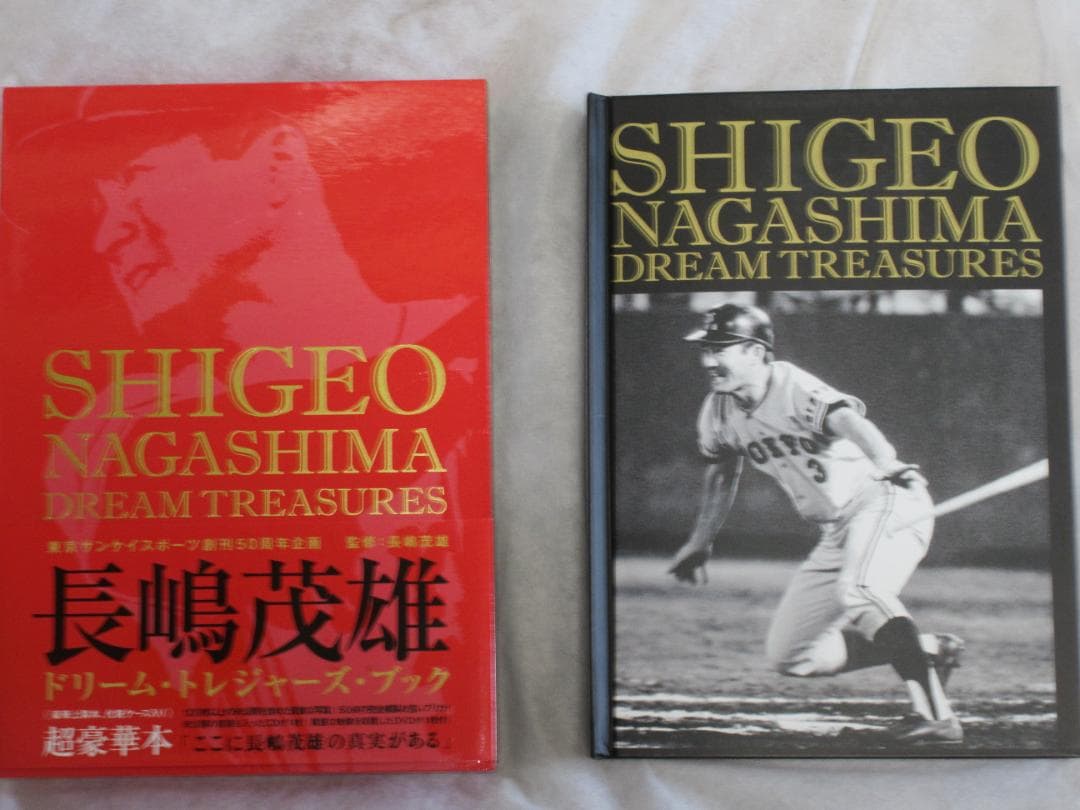 SHIGEO
NAGASHIMA
DREAM TREASURES
東京サンケイスポーツ創刊50周年企画 監修:長嶋茂雄
長嶋茂雄
ドリーム・トレジャーズ・ブック
超豪華本
「ここに長嶋茂雄の真実がある」
SHIGEO
NAGASHIMA
DREAM TREASURES
3